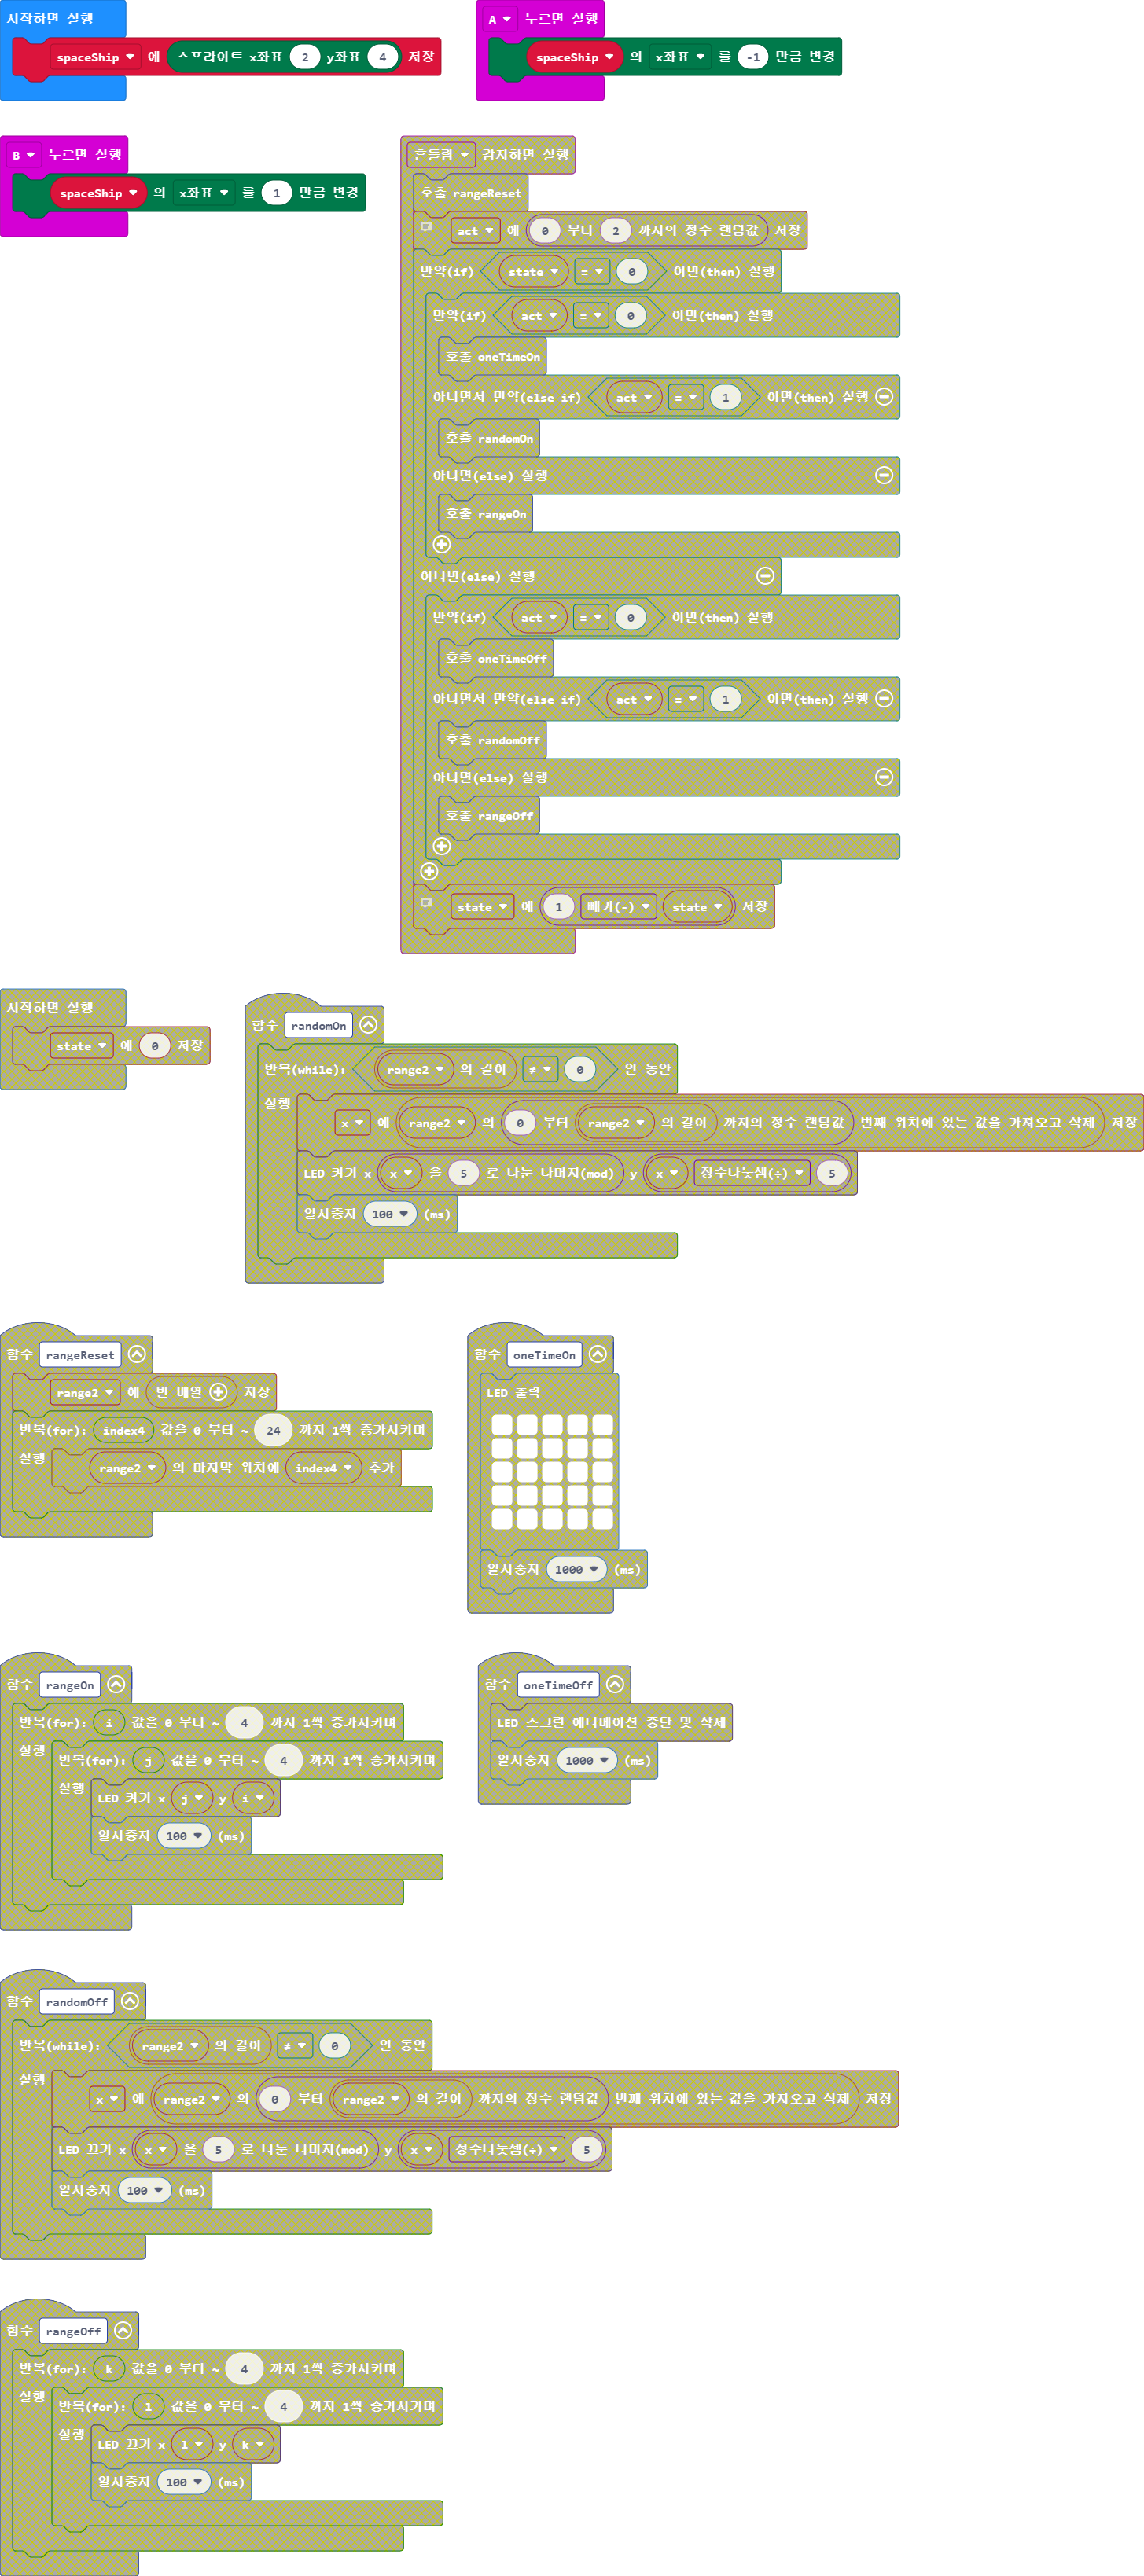 시작하면 실행
spaceShip 에 스프라이트 x좌표 2 y좌표 4 저장
A 누르면 실행
spaceShip 의 x좌표 를 -1 만큼 변경
B 누르면 실행
spaceShip 의 x좌표 를 1 만큼 변경
흔들림 감지하면 실행
호출 rangeReset
act 에 0 부터 2 까지의 정수 랜덤값 저장
만약(if) state = 0 이면(then) 실행
만약(if) act = 0 이면(then) 실행
호출 oneTimeOn
아니면서 만약(else if) act = 1 이면(then) 실행
호출 randomOn
아니면(else) 실행
호출 rangeOn
아니면(else) 실행
만약(if) act = 0 이면(then) 실행
호출 oneTimeOff
아니면서 만약(else if) act = 1 이면(then) 실행
호출 randomOff
아니면(else) 실행
호출 rangeOff
state 에 1 빼기(-) state 저장
시작하면 실행
state 에 0 저장
함수 randomOn
반복(while): range2 의 길이 ≠ 0 인 동안
실행
x 에 range2 의 0 부터 range2 의 길이 까지의 정수 랜덤값 번째 위치에 있는 값을 가져오고 삭제 저장
LED 켜기 x x 을 5 로 나눈 나머지(mod) y x 정수나눗셈(÷) 5
일시중지 100 (ms)
함수 rangeReset
range2 에 빈 배열 저장
반복(for): index4 값을 0 부터 ~ 24 까지 1씩 증가시키며
실행
range2 의 마지막 위치에 index4 추가
함수 oneTimeOn
LED 출력
일시중지 1000 (ms)
함수 rangeOn
반복(for): i 값을 0 부터 ~ 4 까지 1씩 증가시키며
실행
반복(for): j 값을 0 부터 ~ 4 까지 1씩 증가시키며
실행
LED 켜기 x j y i
일시중지 100 (ms)
함수 oneTimeOff
LED 스크린 애니메이션 중단 및 삭제
일시중지 1000 (ms)
함수 randomOff
반복(while): range2 의 길이 ≠ 0 인 동안
실행
x 에 range2 의 0 부터 range2 의 길이 까지의 정수 랜덤값 번째 위치에 있는 값을 가져오고 삭제 저장
LED 끄기 x x 을 5 로 나눈 나머지(mod) y x 정수나눗셈(÷) 5
일시중지 100 (ms)
함수 rangeOff
반복(for): k 값을 0 부터 ~ 4 까지 1씩 증가시키며
실행
반복(for): l 값을 0 부터 ~ 4 까지 1씩 증가시키며
실행
LED 끄기 x l y k
일시중지 100 (ms)